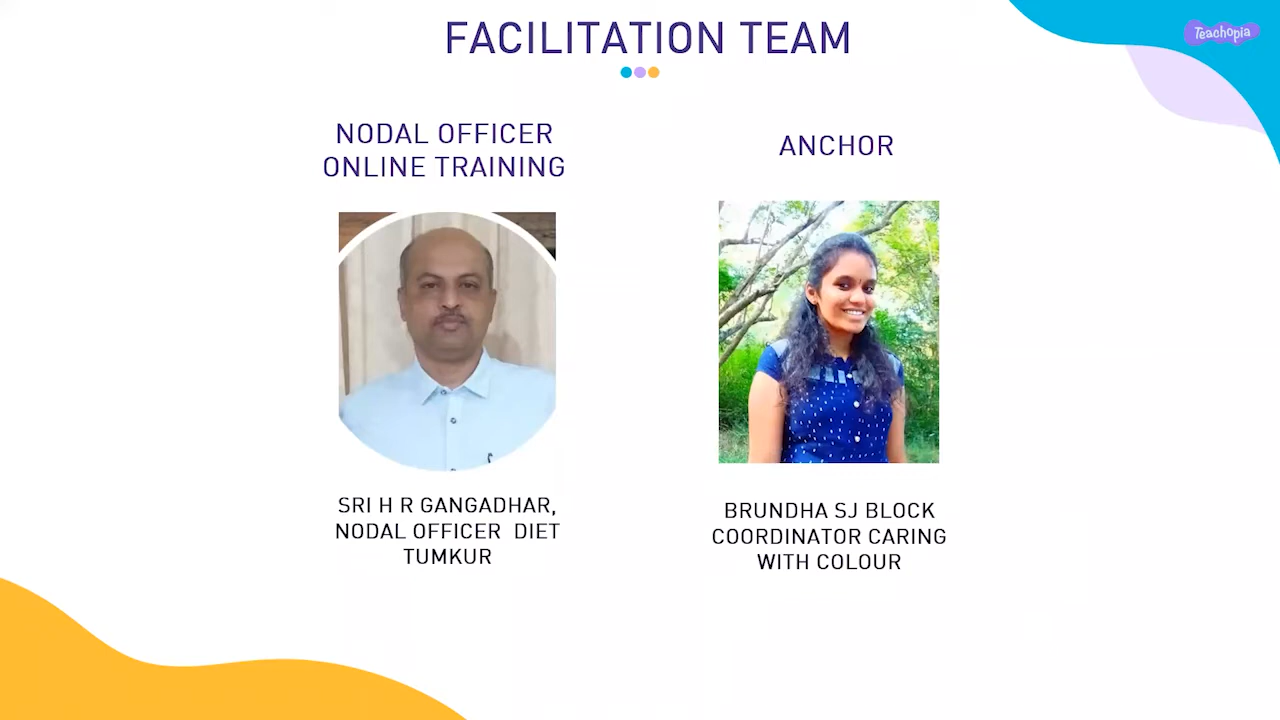 FACILITATION TEAM
Teachopia
NODAL OFFICER
ONLINE TRAINING
ANCHOR
SRI H R GANGADHAR,
NODAL OFFICER  DIET
TUMKUR
BRUNDHA SJ BLOCK
COORDINATOR CARING
WITH COLOUR